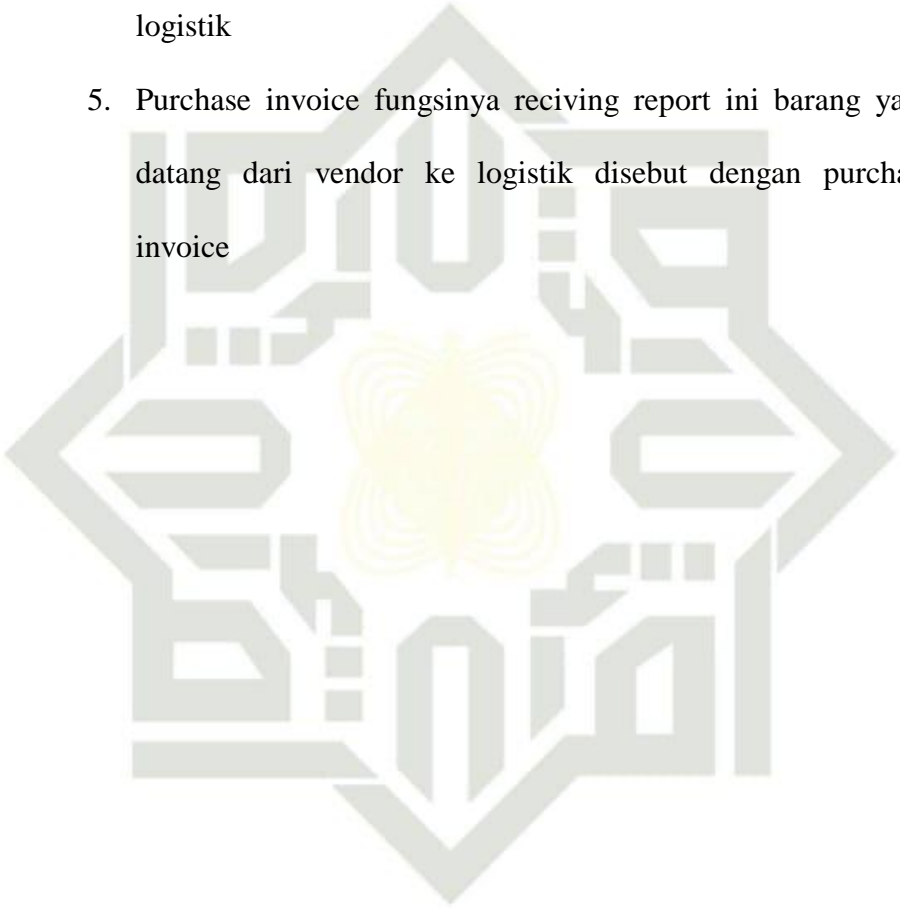 logistik
5. Purchase invoice fungsinya reciving report ini barang ya
datang dari vendor ke logistik disebut dengan purcha
invoice